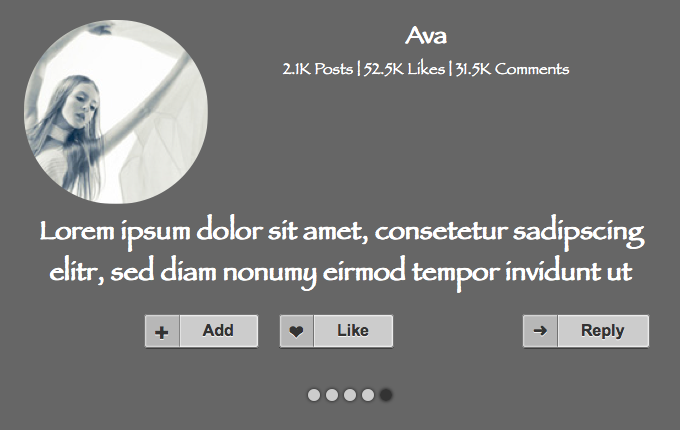 Ava
2.1K Posts | 52.5K Likes | 31.5K Comments
Lorem ipsum dolor sit amet, consetetur sadipscing
elitr, sed diam nonumy eirmod tempor invidunt ut
Add Like Reply